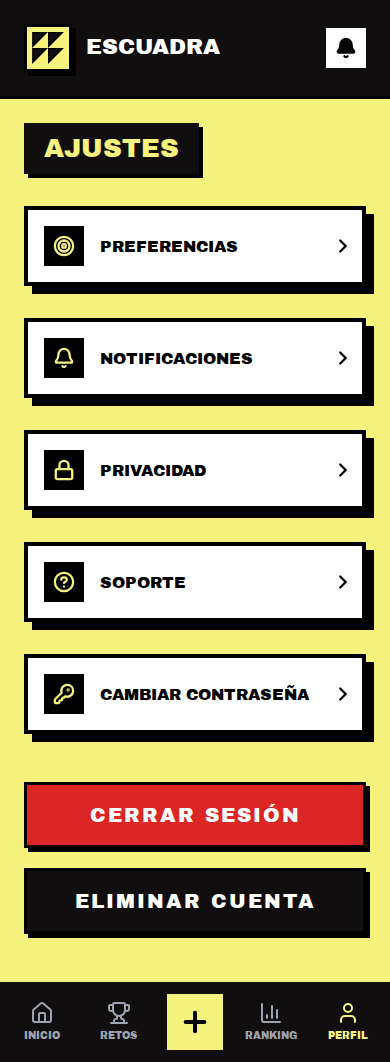 ESCUADRA
AJUSTES
PREFERENCIAS
NOTIFICACIONES
PRIVACIDAD
SOPORTE
CAMBIAR CONTRASEÑA
CERRAR SESIÓN
ELIMINAR CUENTA
INICIO RETOS RANKING PERFIL